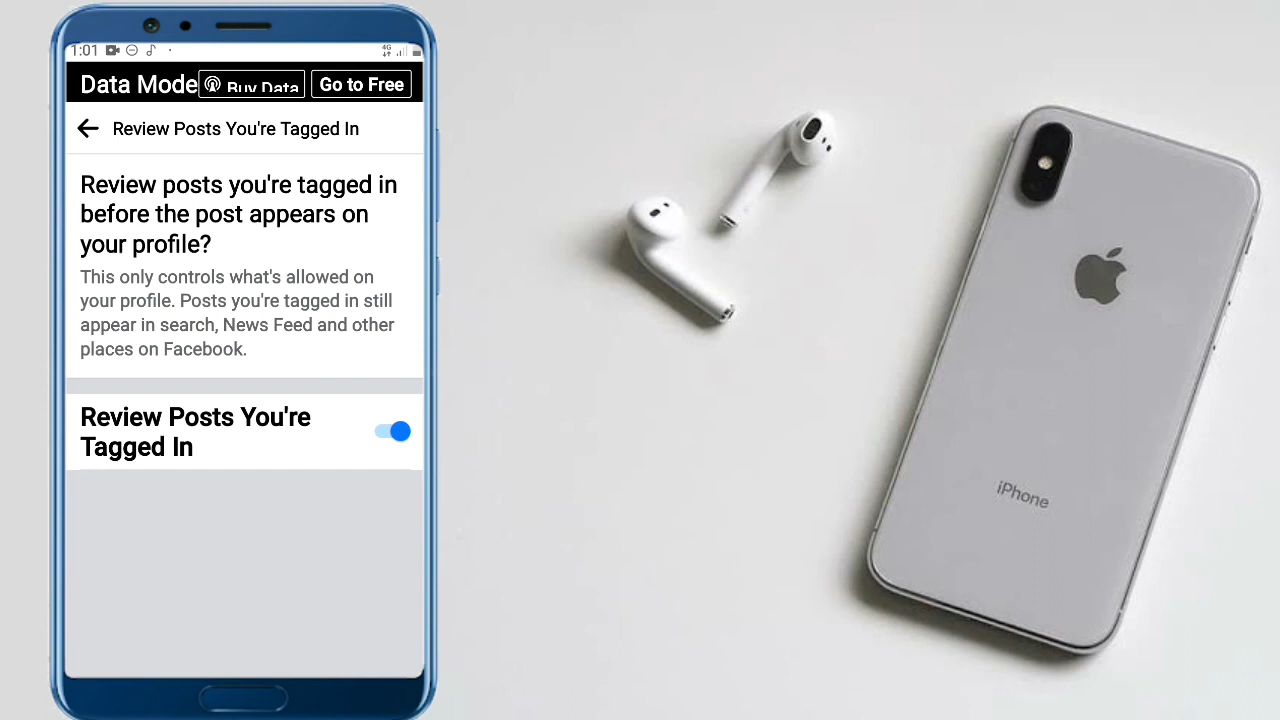 1:01
4G
Data Mode
Buy Data
Go to Free
Review Posts You're Tagged In
Review posts you're tagged in
before the post appears on
your profile?
This only controls what's allowed on
your profile. Posts you're tagged in still
appear in search, News Feed and other
places on Facebook.
Review Posts You're
Tagged In
iPhone